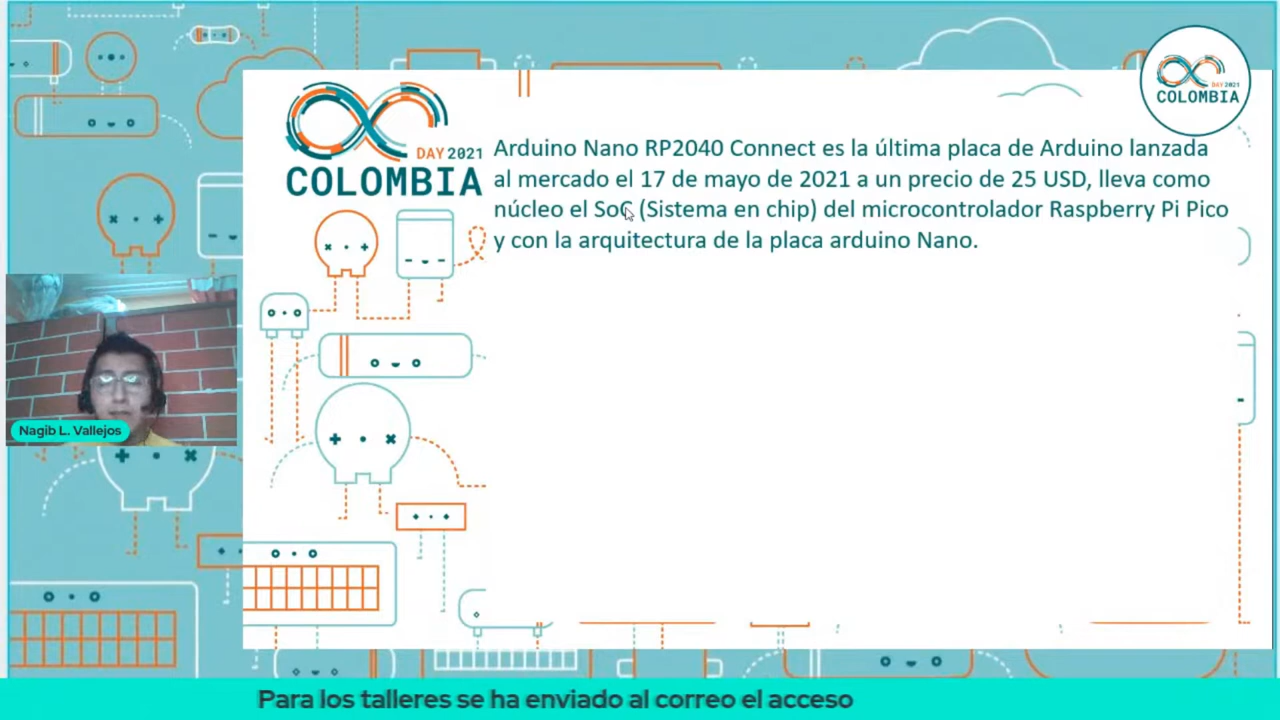 DAY 2021
COLOMBIA
DAY 2021
COLOMBIA
Arduino Nano RP2040 Connect es la última placa de Arduino lanzada
al mercado el 17 de mayo de 2021 a un precio de 25 USD, lleva como
núcleo el SoC (Sistema en chip) del microcontrolador Raspberry Pi Pico
y con la arquitectura de la placa arduino Nano.
Nagib L. Vallejos
Para los talleres se ha enviado al correo el acceso